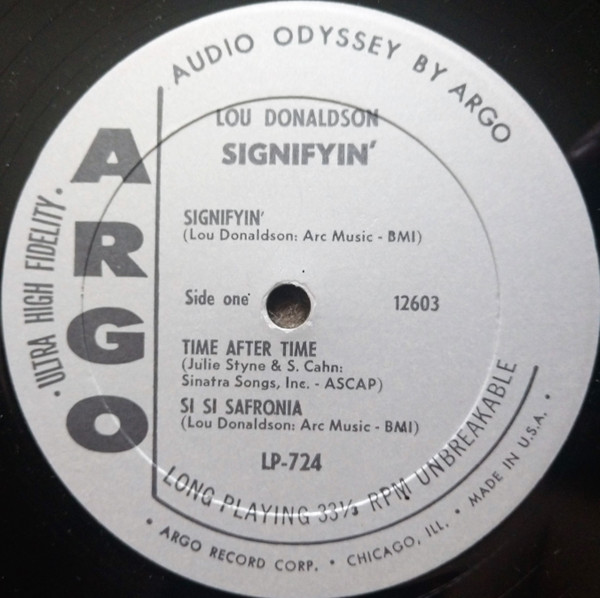 AUDIO ODYSSEY BY ARGO
LOU DONALDSON
SIGNIFYIN'
ARGO
• ULTRA HIGH FIDELITY •
SIGNIFYIN'
(Lou Donaldson: Arc Music - BMI)
Side one
12603
TIME AFTER TIME
(Julie Styne & S. Cahn:
Sinatra Songs, Inc. - ASCAP)
SI SI SAFRONIA
(Lou Donaldson: Arc Music - BMI)
LP-724
LONG PLAYING 33⅓ RPM UNBREAKABLE
• ARGO RECORD CORP. • CHICAGO, ILL. • MADE IN U.S.A. •